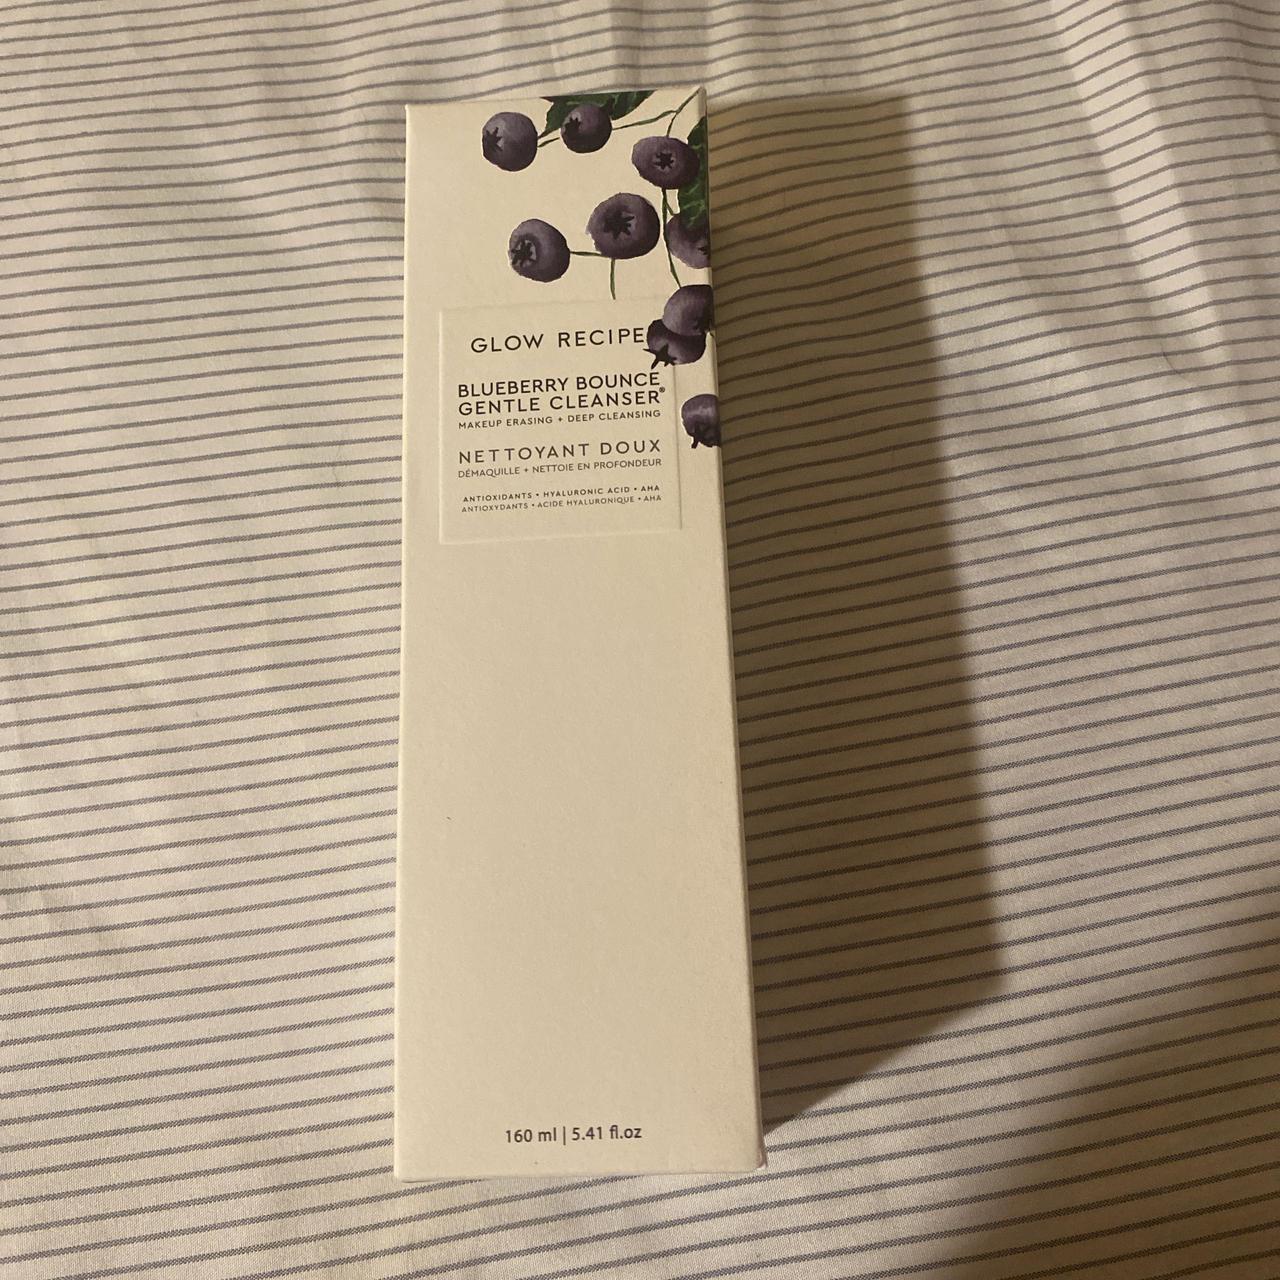 GLOW RECIPE
BLUEBERRY BOUNCE
GENTLE CLEANSER®
MAKEUP ERASING + DEEP CLEANSING
NETTOYANT DOUX
DÉMAQUILLE + NETTOIE EN PROFONDEUR
ANTIOXIDANTS • HYALURONIC ACID • AHA
ANTIOXYDANTS • ACIDE HYALURONIQUE • AHA
160 ml | 5.41 fl.oz